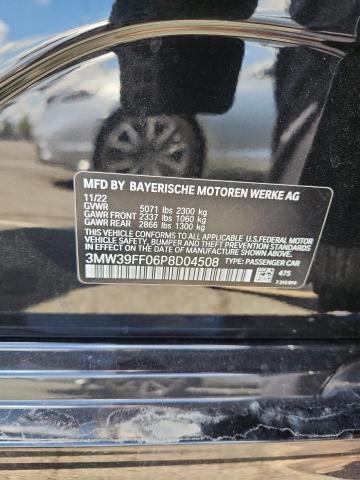 MFD BY BAYERISCHE MOTOREN WERKE AG
11/22
GVWR 5071 lbs 2300 kg
GAWR FRONT 2337 lbs 1060 kg
GAWR REAR 2866 lbs 1300 kg
THIS VEHICLE CONFORMS TO ALL APPLICABLE U.S.FEDERAL MOTOR
VEHICLE SAFETY, BUMPER, AND THEFT PREVENTION STANDARDS
IN EFFECT ON THE DATE OF MANUFACTURE SHOWN ABOVE.
3MW39FF06P8D04508 TYPE: PASSENGER CAR
475